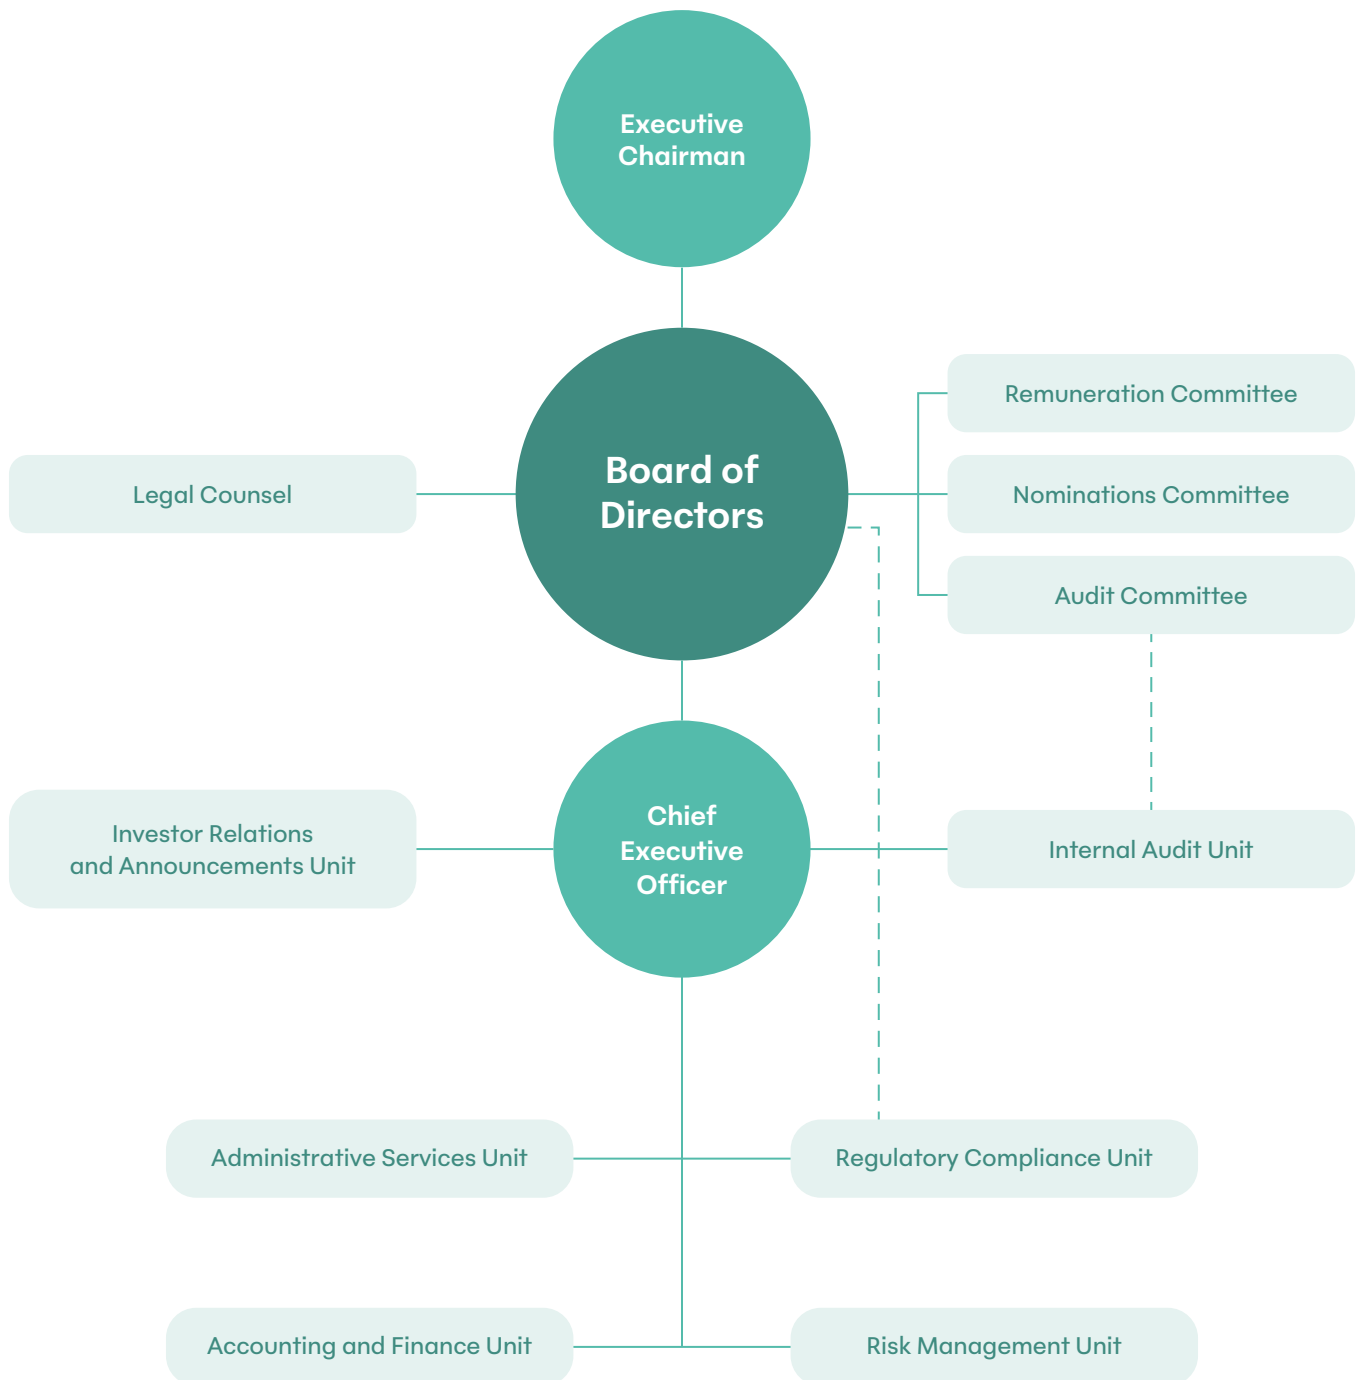 Executive
Chairman
Remuneration Committee
Board of
Directors
Legal Counsel
Nominations Committee
Audit Committee
Chief
Executive
Officer
Investor Relations
and Announcements Unit
Internal Audit Unit
Administrative Services Unit
Regulatory Compliance Unit
Accounting and Finance Unit
Risk Management Unit